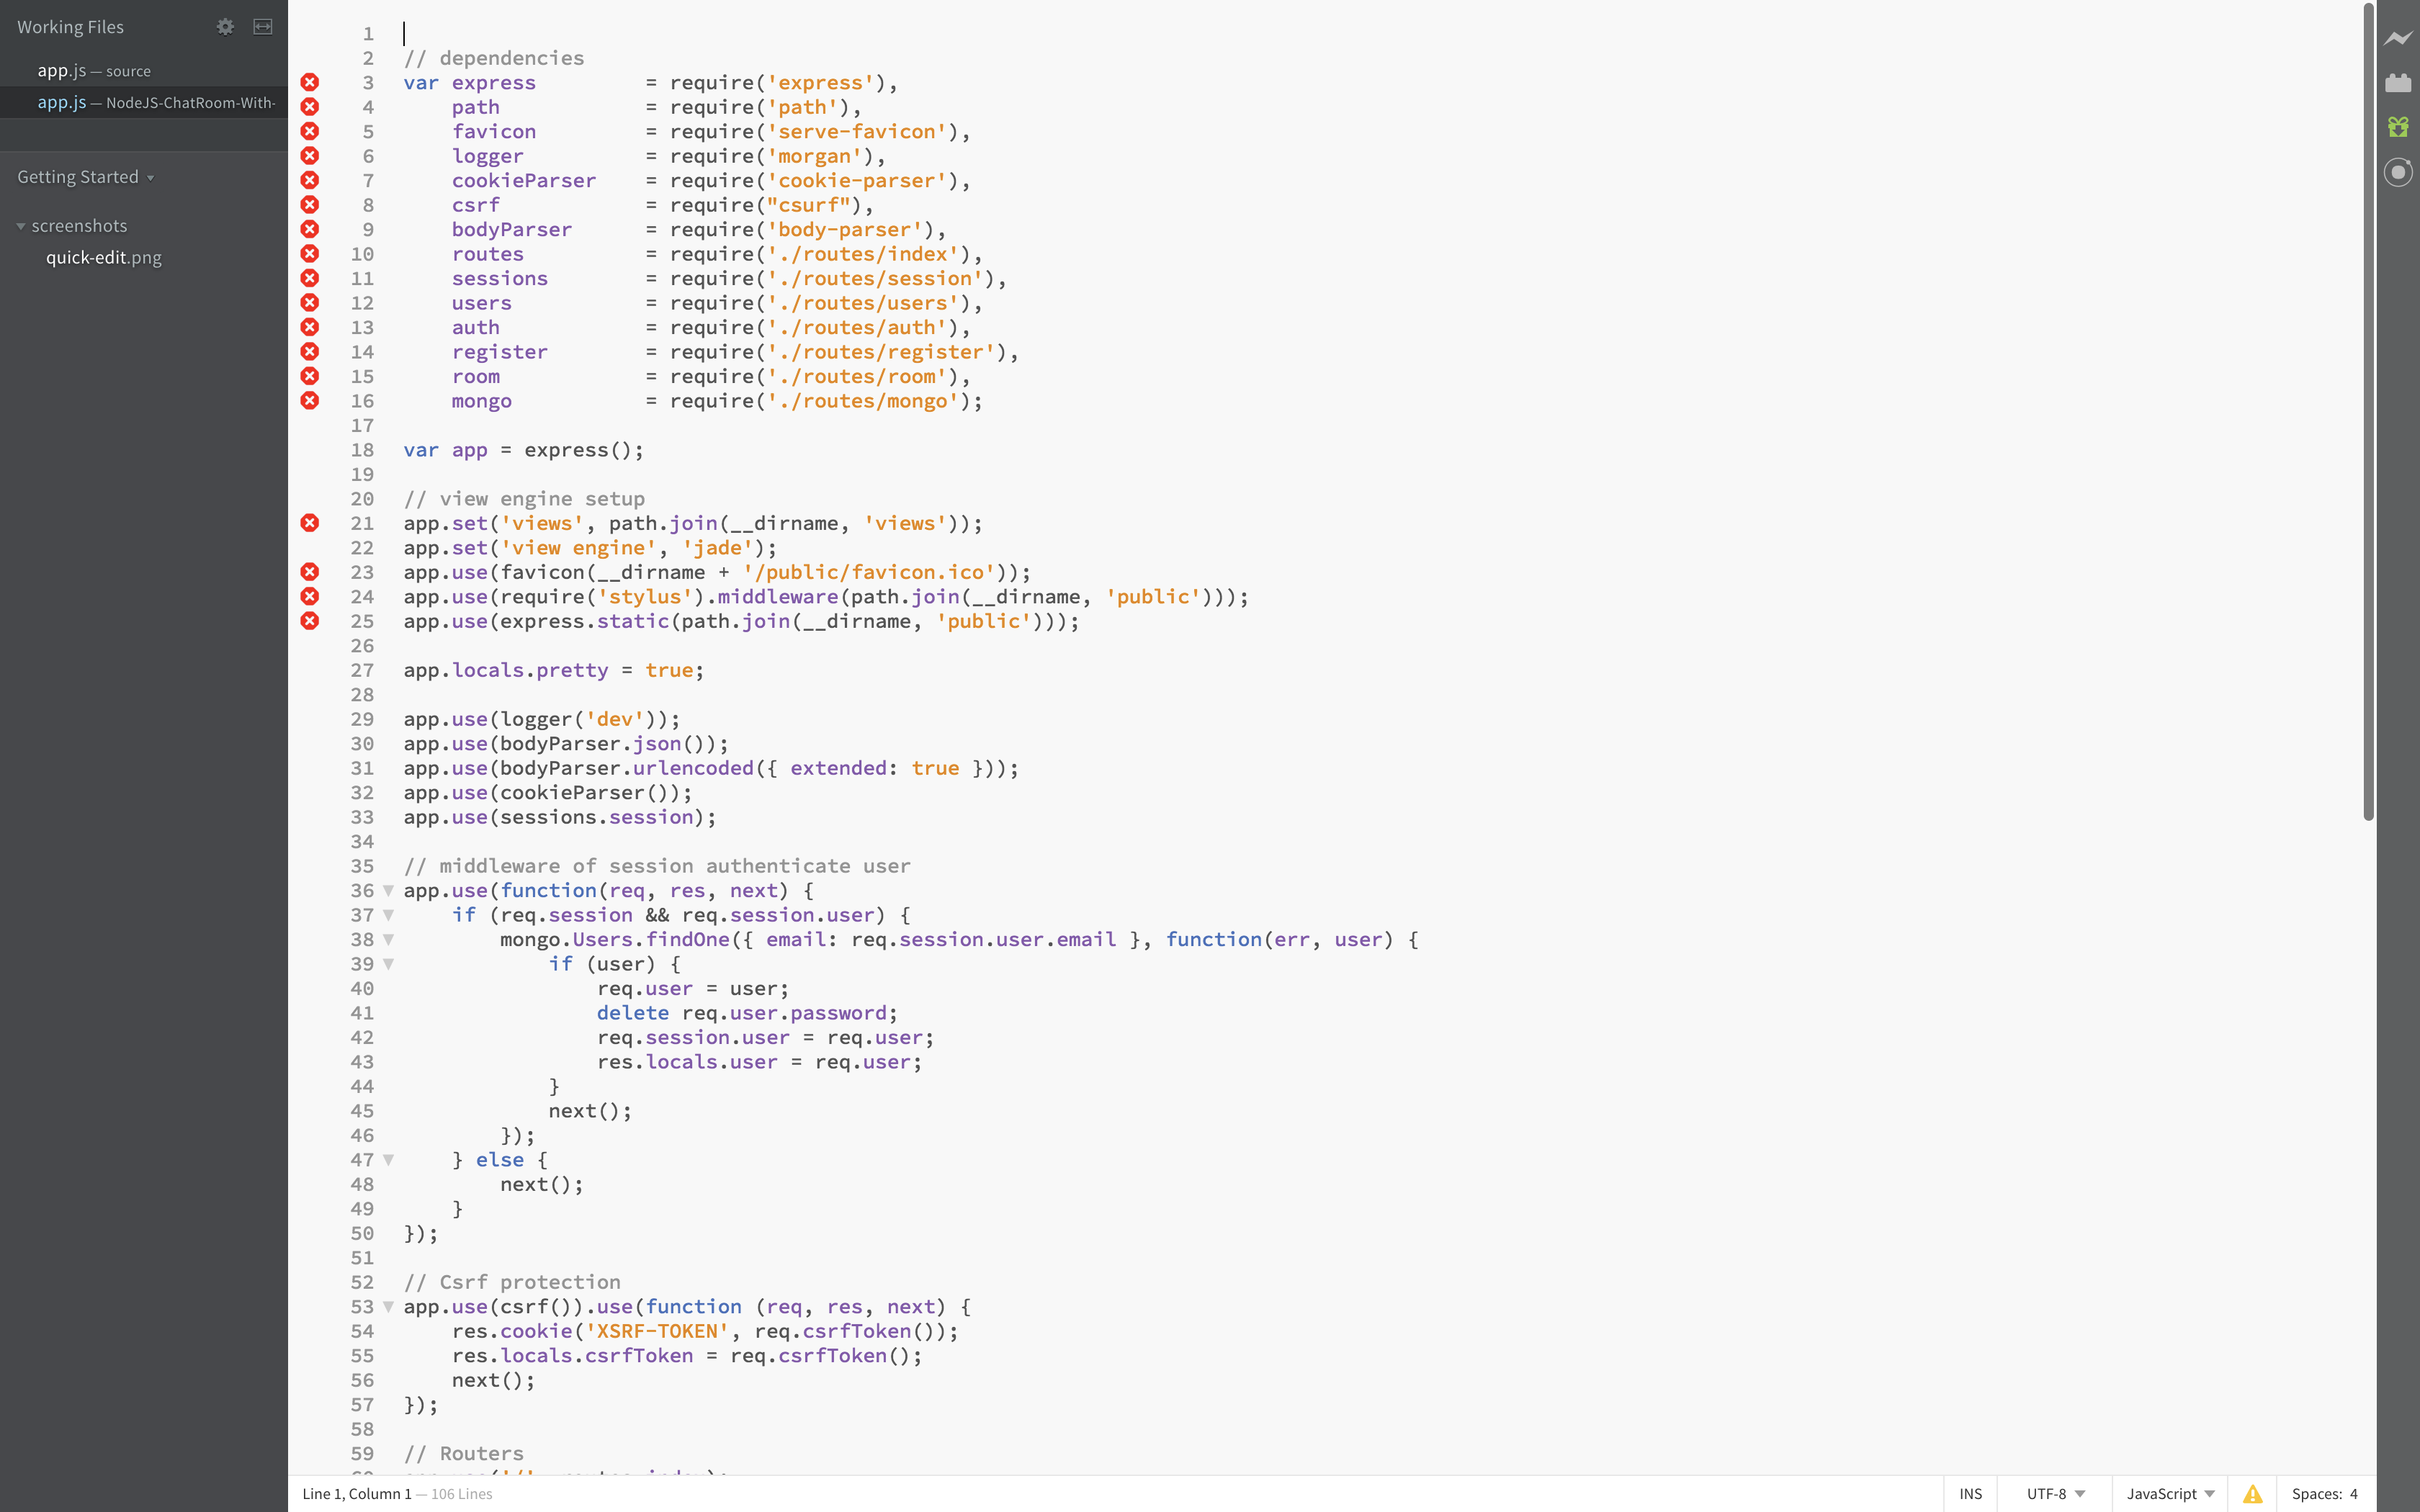 Working Files
app.js — source
app.js — NodeJS-ChatRoom-With-
Getting Started
screenshots
quick-edit.png
1
2 // dependencies
3 var express         = require('express'),
4     path            = require('path'),
5     favicon         = require('serve-favicon'),
6     logger          = require('morgan'),
7     cookieParser    = require('cookie-parser'),
8     csrf            = require("csurf"),
9     bodyParser      = require('body-parser'),
10     routes          = require('./routes/index'),
11     sessions        = require('./routes/session'),
12     users           = require('./routes/users'),
13     auth            = require('./routes/auth'),
14     register        = require('./routes/register'),
15     room            = require('./routes/room'),
16     mongo           = require('./routes/mongo');
17
18 var app = express();
19
20 // view engine setup
21 app.set('views', path.join(__dirname, 'views'));
22 app.set('view engine', 'jade');
23 app.use(favicon(__dirname + '/public/favicon.ico'));
24 app.use(require('stylus').middleware(path.join(__dirname, 'public')));
25 app.use(express.static(path.join(__dirname, 'public')));
26
27 app.locals.pretty = true;
28
29 app.use(logger('dev'));
30 app.use(bodyParser.json());
31 app.use(bodyParser.urlencoded({ extended: true }));
32 app.use(cookieParser());
33 app.use(sessions.session);
34
35 // middleware of session authenticate user
36 app.use(function(req, res, next) {
37     if (req.session && req.session.user) {
38         mongo.Users.findOne({ email: req.session.user.email }, function(err, user) {
39             if (user) {
40                 req.user = user;
41                 delete req.user.password;
42                 req.session.user = req.user;
43                 res.locals.user = req.user;
44             }
45             next();
46         });
47     } else {
48         next();
49     }
50 });
51
52 // Csrf protection
53 app.use(csrf()).use(function (req, res, next) {
54     res.cookie('XSRF-TOKEN', req.csrfToken());
55     res.locals.csrfToken = req.csrfToken();
56     next();
57 });
58
59 // Routers
Line 1, Column 1 — 106 Lines
INS
UTF-8
JavaScript
Spaces: 4